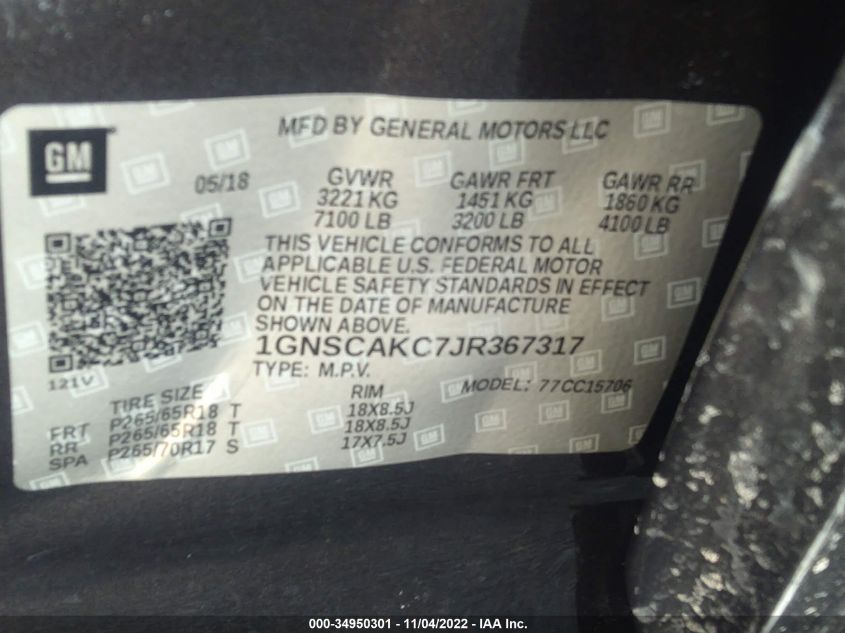 GM
MFD BY GENERAL MOTORS LLC
05/18 GVWR GAWR FRT GAWR RR
3221 KG 1451 KG 1860 KG
7100 LB 3200 LB 4100 LB
THIS VEHICLE CONFORMS TO ALL
APPLICABLE U.S. FEDERAL MOTOR
VEHICLE SAFETY STANDARDS IN EFFECT
ON THE DATE OF MANUFACTURE
SHOWN ABOVE.
1GNSCAKC7JR367317
121V TYPE: M.P.V. MODEL: 77CC15706
TIRE SIZE RIM
FRT P265/65R18 T 18X8.5J
RR P265/65R18 T 18X8.5J
SPA P255/70R17 S 17X7.5J
000-34950301 - 11/04/2022 - IAA Inc.